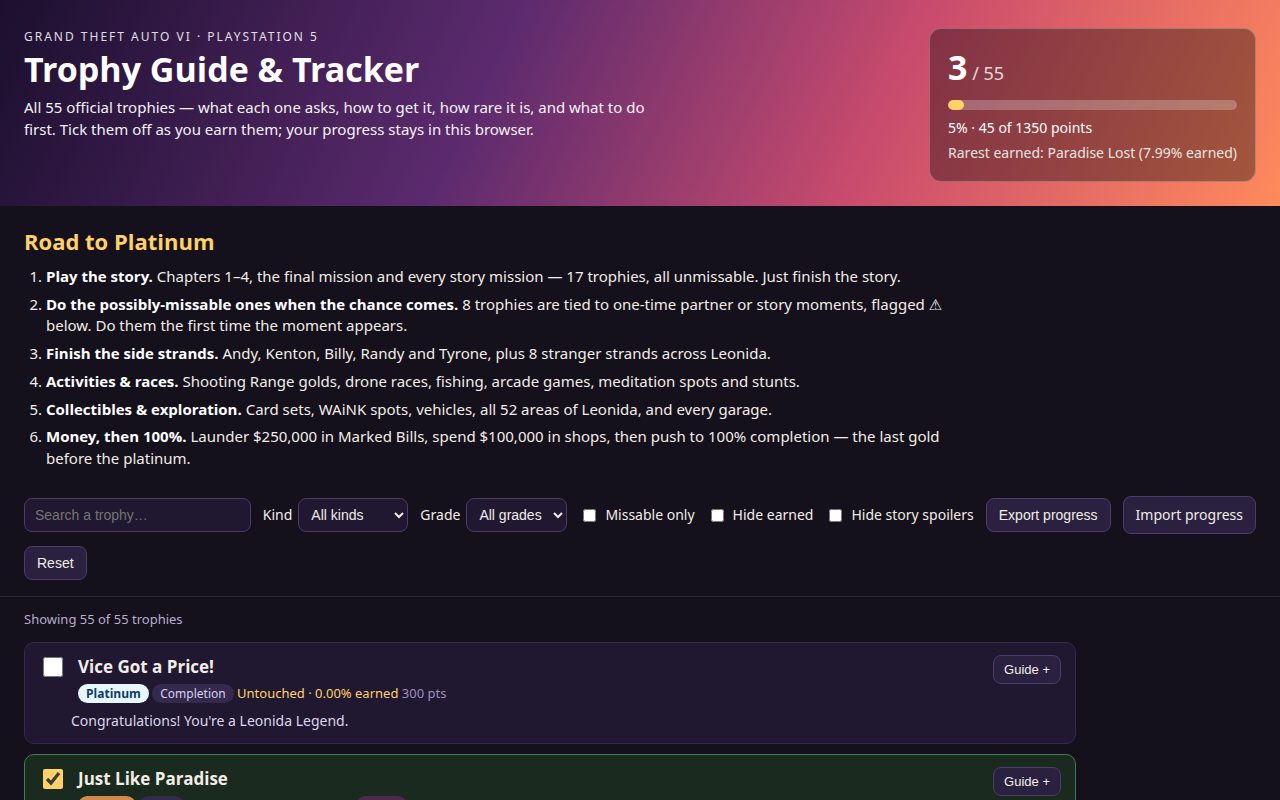 GRAND THEFT AUTO VI · PLAYSTATION 5
Trophy Guide & Tracker
All 55 official trophies — what each one asks, how to get it, how rare it is, and what to do
first. Tick them off as you earn them; your progress stays in this browser.
3 / 55
5% · 45 of 1350 points
Rarest earned: Paradise Lost (7.99% earned)
Road to Platinum
1. Play the story. Chapters 1–4, the final mission and every story mission — 17 trophies, all unmissable. Just finish the story.
2. Do the possibly-missable ones when the chance comes. 8 trophies are tied to one-time partner or story moments, flagged ⚠
below. Do them the first time the moment appears.
3. Finish the side strands. Andy, Kenton, Billy, Randy and Tyrone, plus 8 stranger strands across Leonida.
4. Activities & races. Shooting Range golds, drone races, fishing, arcade games, meditation spots and stunts.
5. Collectibles & exploration. Card sets, WAiNK spots, vehicles, all 52 areas of Leonida, and every garage.
6. Money, then 100%. Launder $250,000 in Marked Bills, spend $100,000 in shops, then push to 100% completion — the last gold
before the platinum.
Search a trophy… Kind All kinds Grade All grades Missable only Hide earned Hide story spoilers Export progress Import progress
Reset
Showing 55 of 55 trophies
Vice Got a Price! Guide +
Platinum Completion Untouched · 0.00% earned 300 pts
Congratulations! You're a Leonida Legend.
Just Like Paradise Guide +